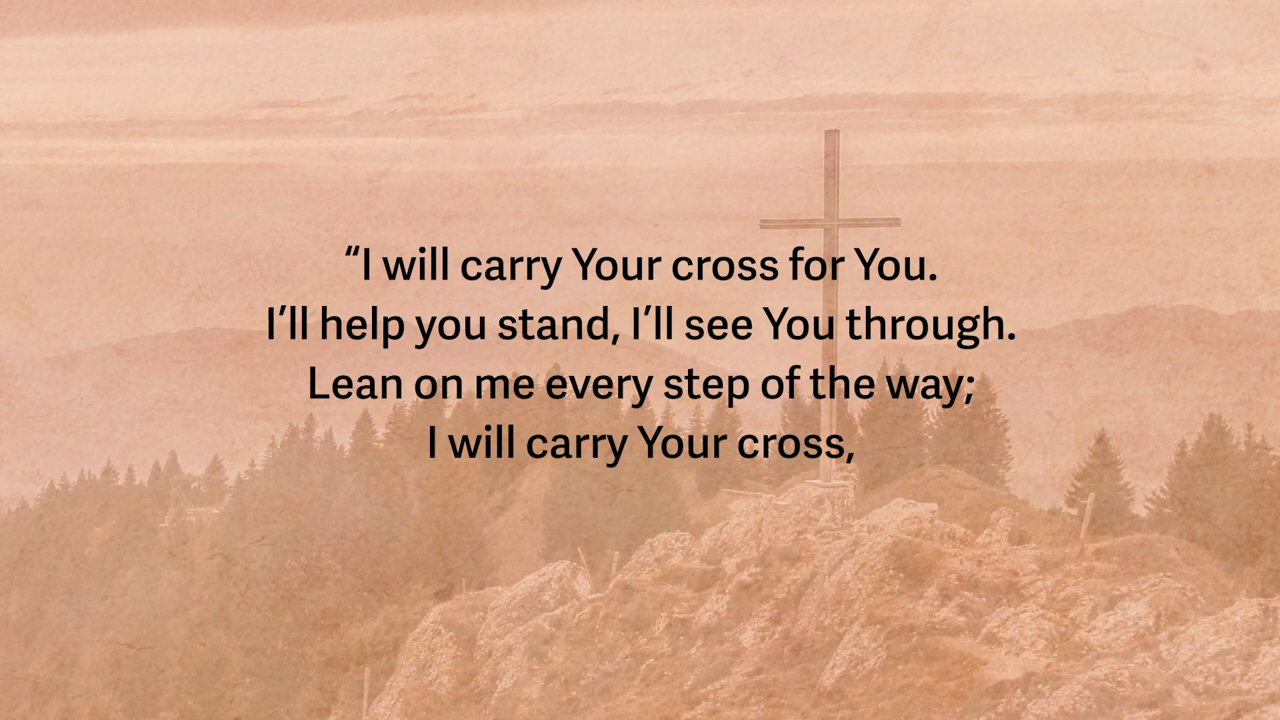 “I will carry Your cross for You.
I’ll help you stand, I’ll see You through.
Lean on me every step of the way;
I will carry Your cross,